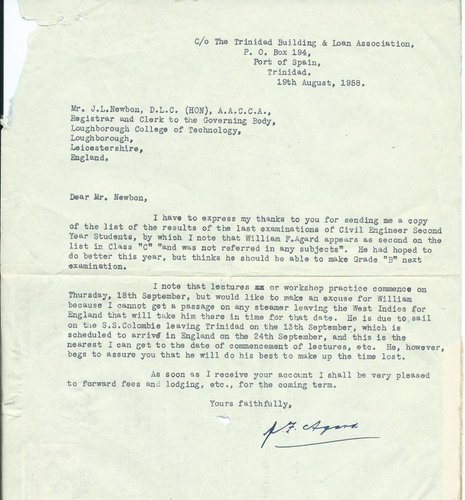 C/o The Trinidad Building & Loan Association,
P. O. Box 194,
Port of Spain,
Trinidad.
19th August, 1958.
Mr. J.L.Newbon, D.L.C. (HON), A.A.C.C.A.,
Registrar and Clerk to the Governing Body,
Loughborough College of Technology,
Loughborough,
Leicestershire,
England.
Dear Mr. Newbon,
I have to express my thanks to you for sending me a copy
of the list of the results of the last examinations of Civil Engineer Second
Year Students, by which I note that William F.Agard appears as second on the
list in Class "C" "and was not referred in any subjects". He had hoped to
do better this year, but thinks he should be able to make Grade "B" next
examination.
I note that lectures or workshop practice commence on
Thursday, 18th September, but would like to make an excuse for William
because I cannot get a passage on any steamer leaving the West Indies for
England that will take him there in time for that date. He is due to sail
on the S.S.Colombie leaving Trinidad on the 13th September, which is
scheduled to arrive in England on the 24th September, and this is the
nearest I can get to the date of commencement of lectures, etc. He, however,
begs to assure you that he will do his best to make up the time lost.
As soon as I receive your account I shall be very pleased
to forward fees and lodging, etc., for the coming term.
Yours faithfully,
F. Agard